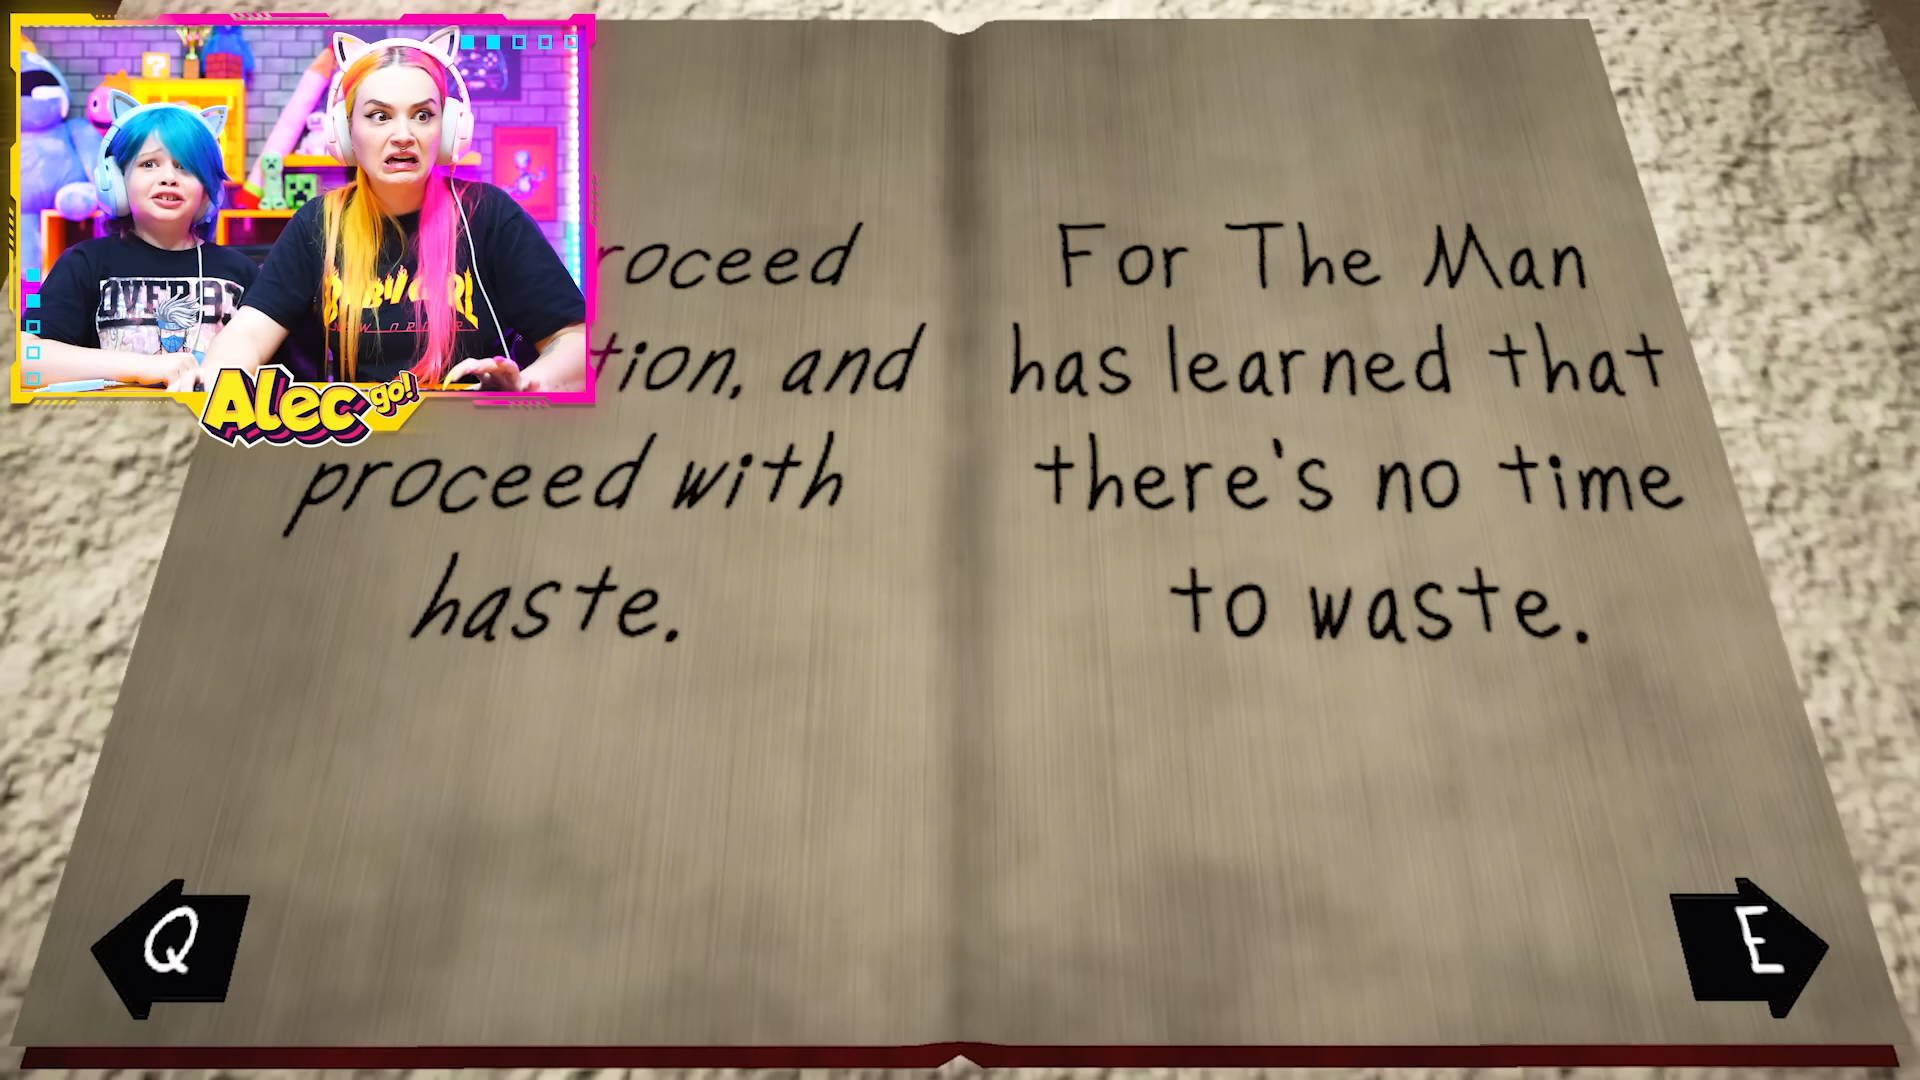 Alec go!
roceed
tion, and
proceed with
haste.
For The Man
has learned that
there's no time
to waste.
Q
E